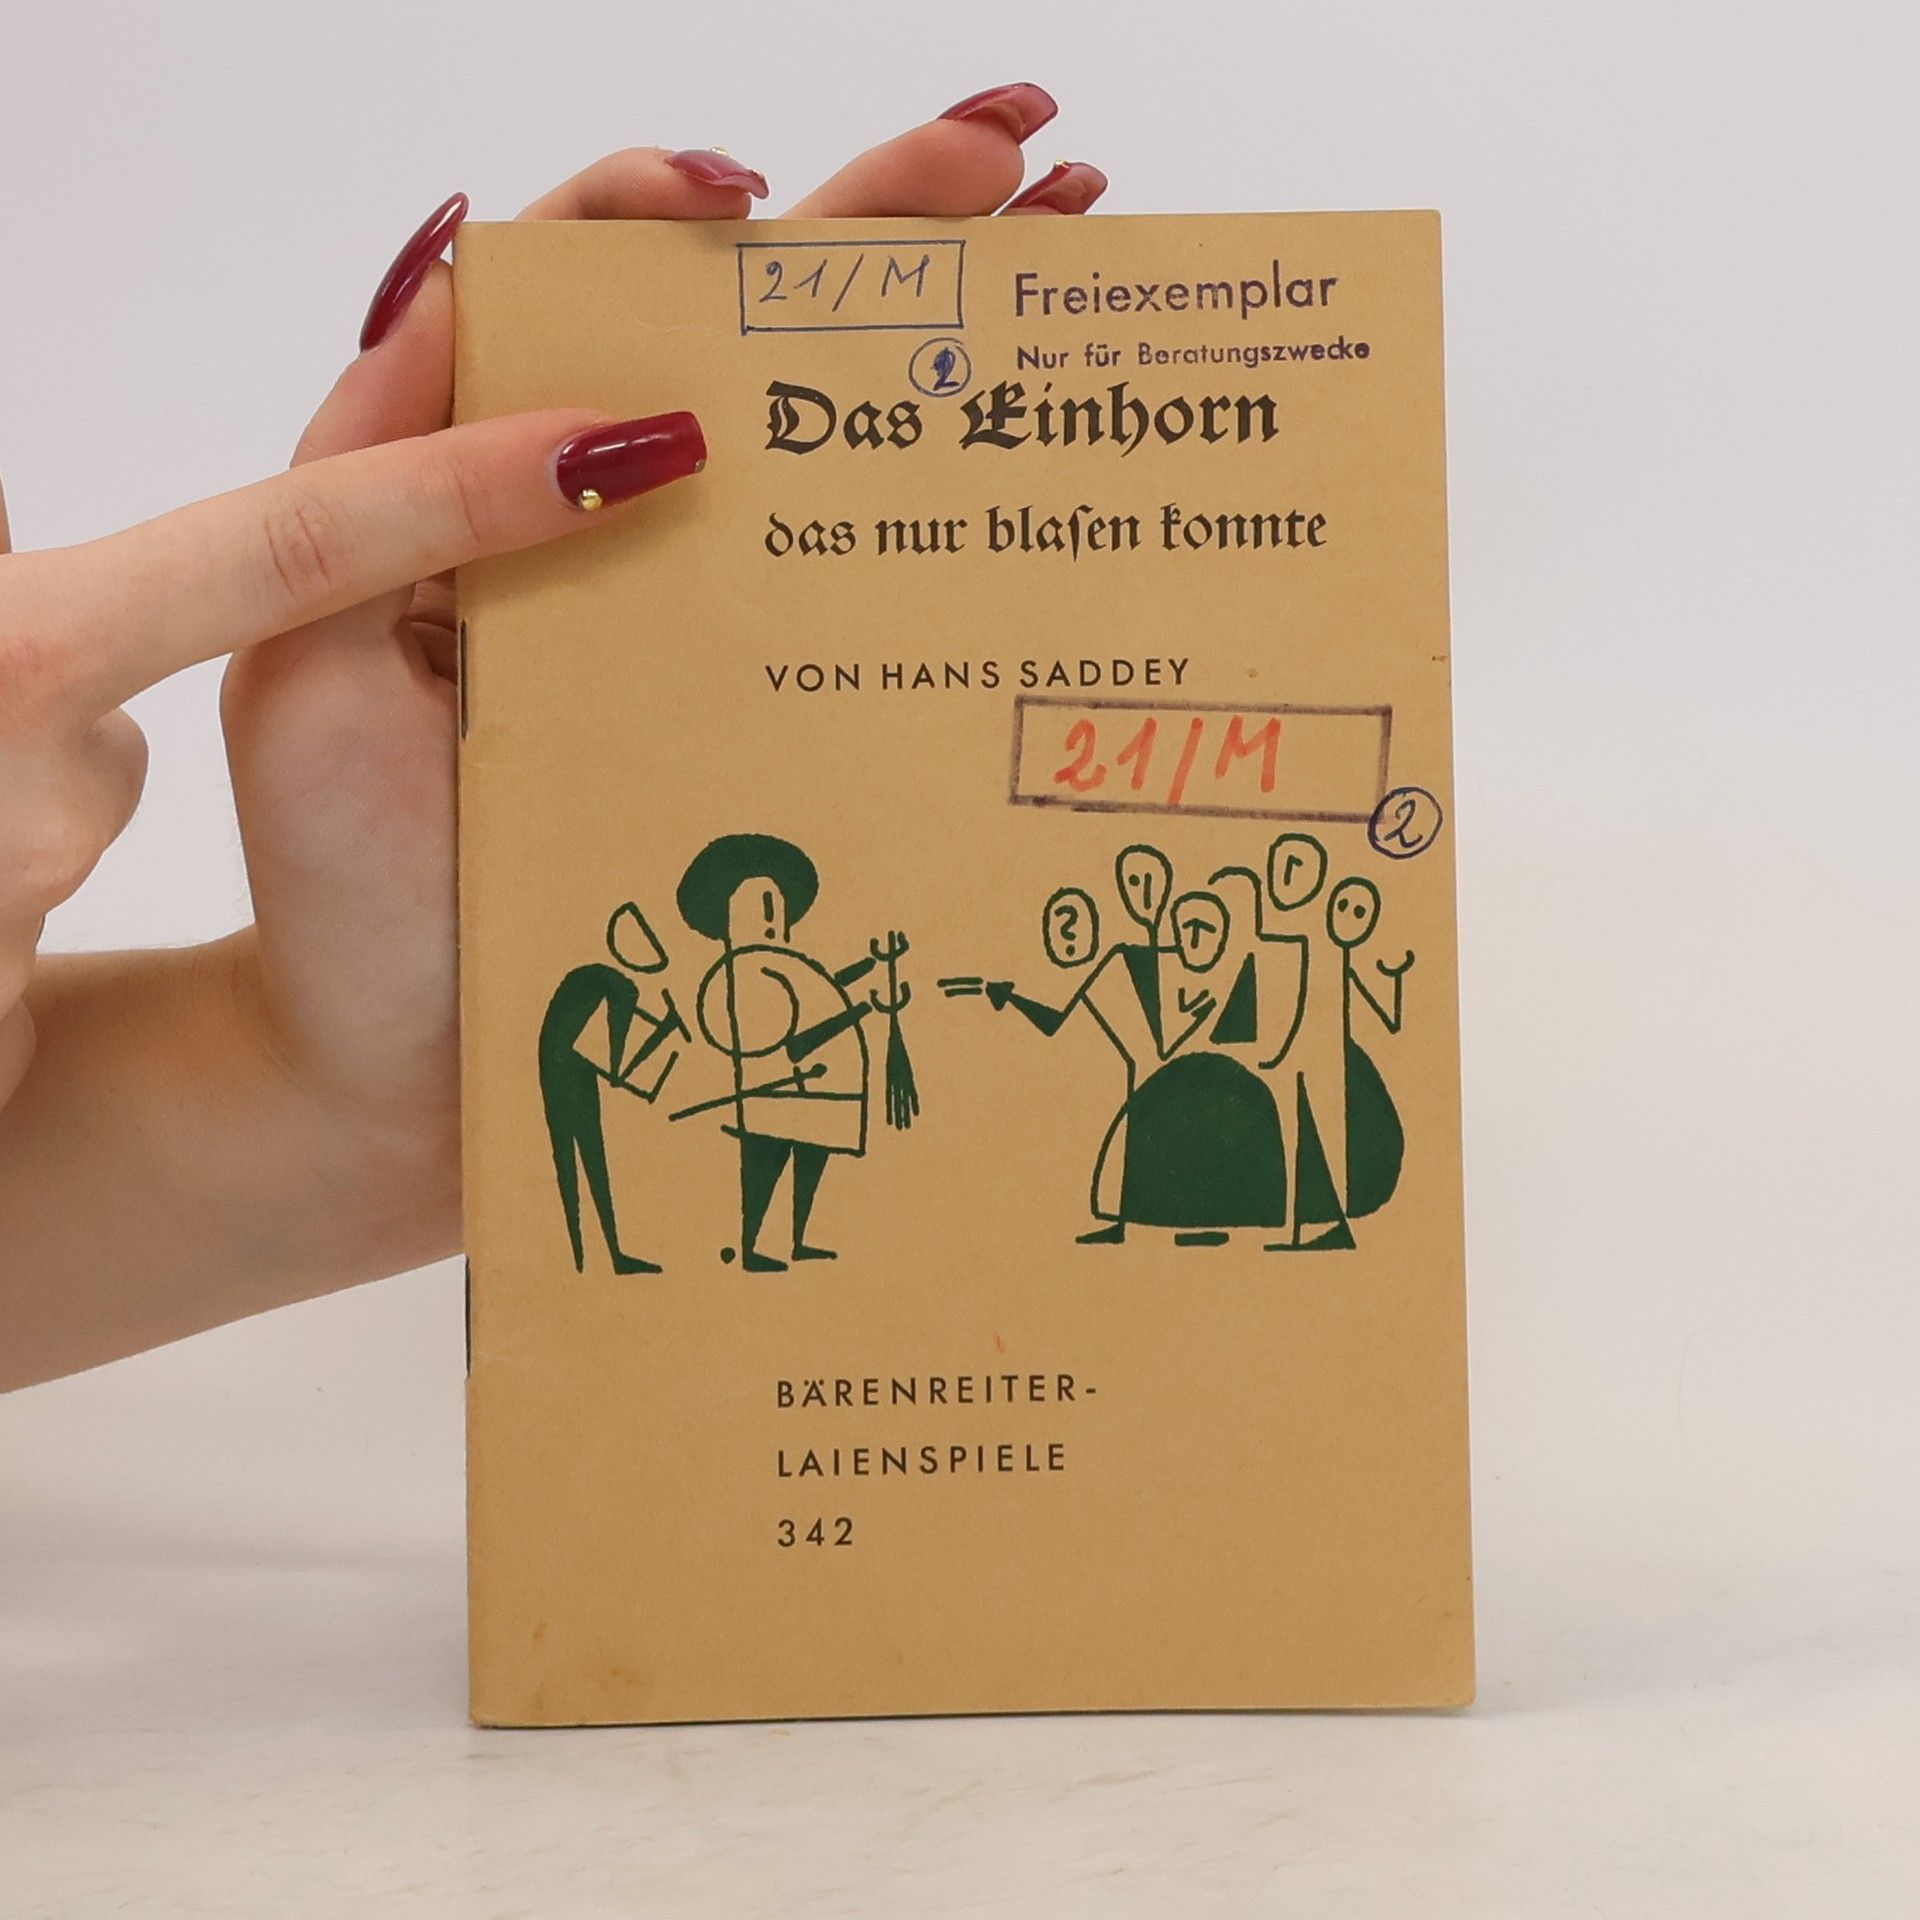 21/M
Freiexemplar
2
Nur für Beratungszwecke
Das Einhorn
das nur blaſen konnte
VON HANS SADDEY
21/M
2
?
!
BÄRENREITER-
LAIENSPIELE
342